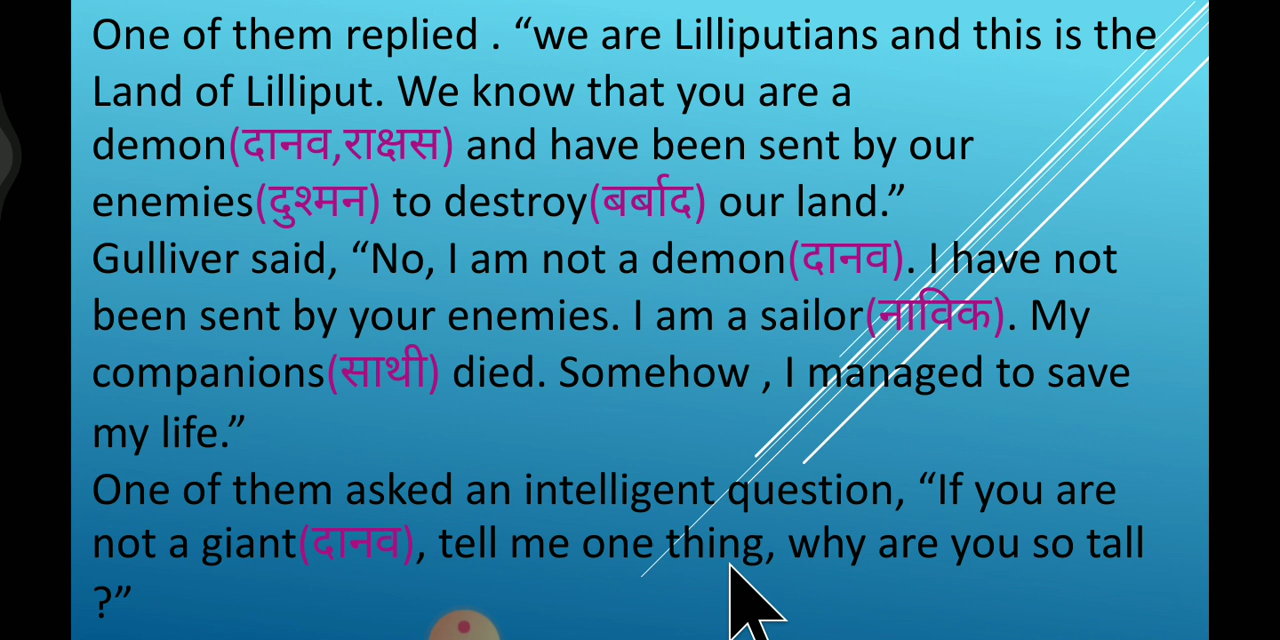 One of them replied . “we are Lilliputians and this is the
Land of Lilliput. We know that you are a
demon(दानव,राक्षस) and have been sent by our
enemies(दुश्मन) to destroy(बर्बाद) our land.”
Gulliver said, “No, I am not a demon(दानव). I have not
been sent by your enemies. I am a sailor(नाविक). My
companions(साथी) died. Somehow , I managed to save
my life.”
One of them asked an intelligent question, “If you are
not a giant(दानव), tell me one thing, why are you so tall
?”